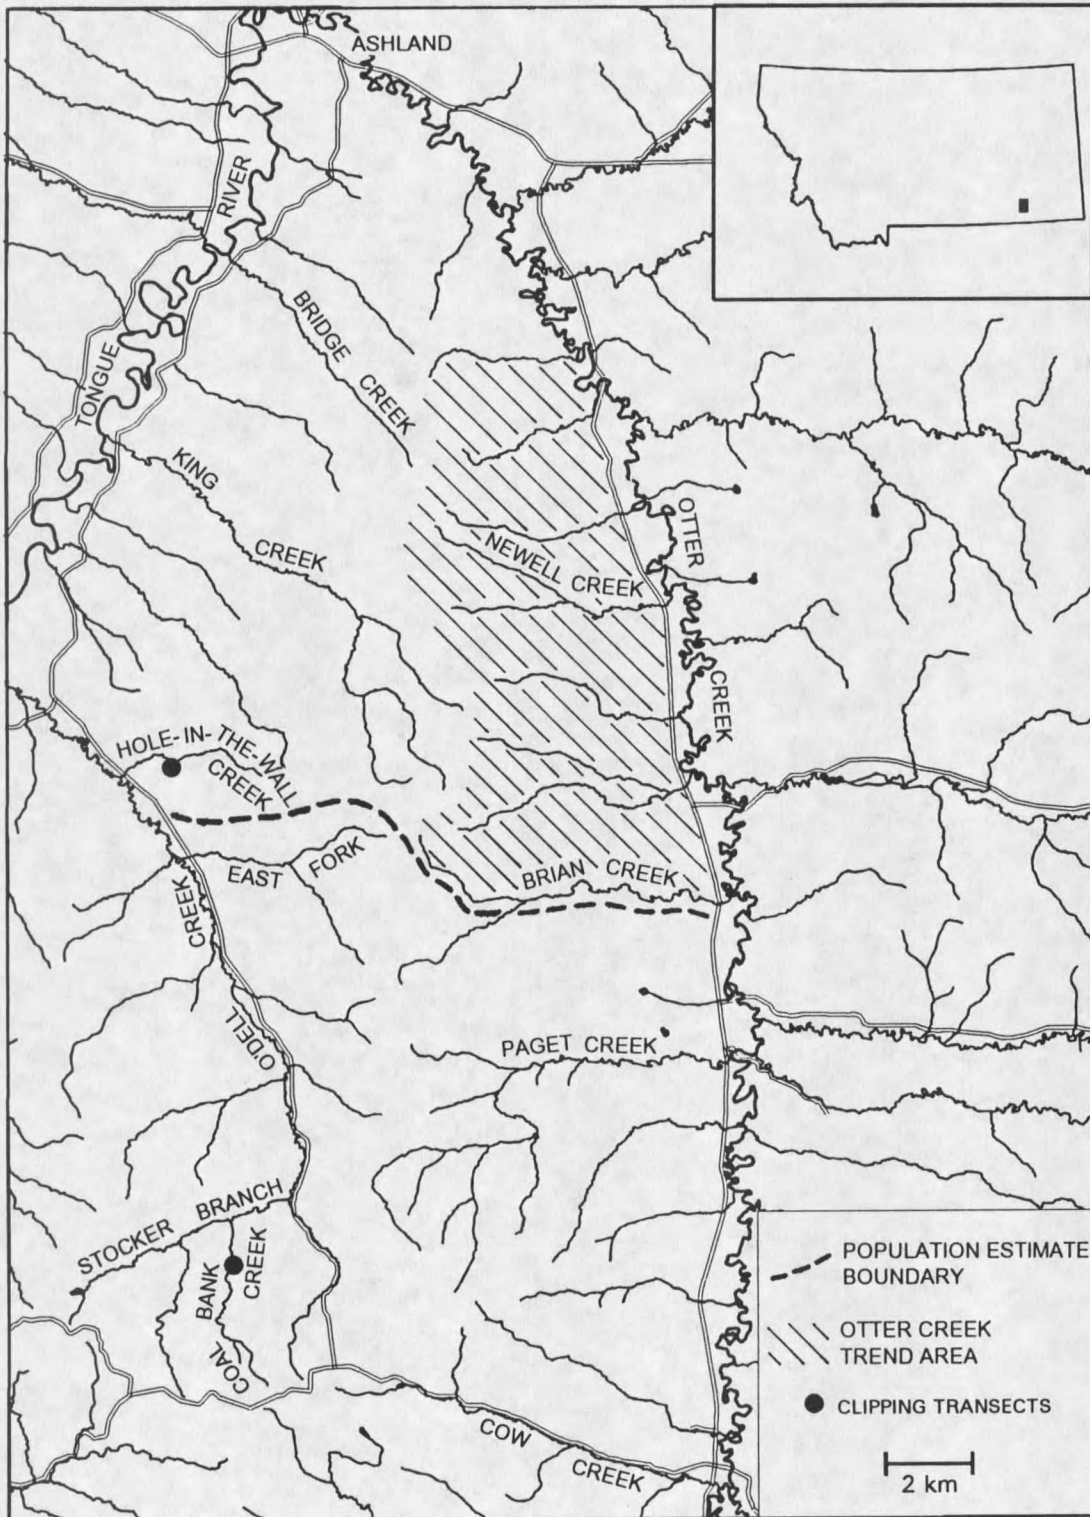 ASHLAND
TONGUE RIVER
BRIDGE CREEK
KING CREEK
OTTER CREEK
NEWELL CREEK
HOLE-IN-THE-WALL CREEK
EAST FORK
BRIAN CREEK
O'DELL CREEK
PAGET CREEK
STOCKER BRANCH
COAL BANK CREEK
COW CREEK
POPULATION ESTIMATE
BOUNDARY
OTTER CREEK
TREND AREA
CLIPPING TRANSECTS
2 km